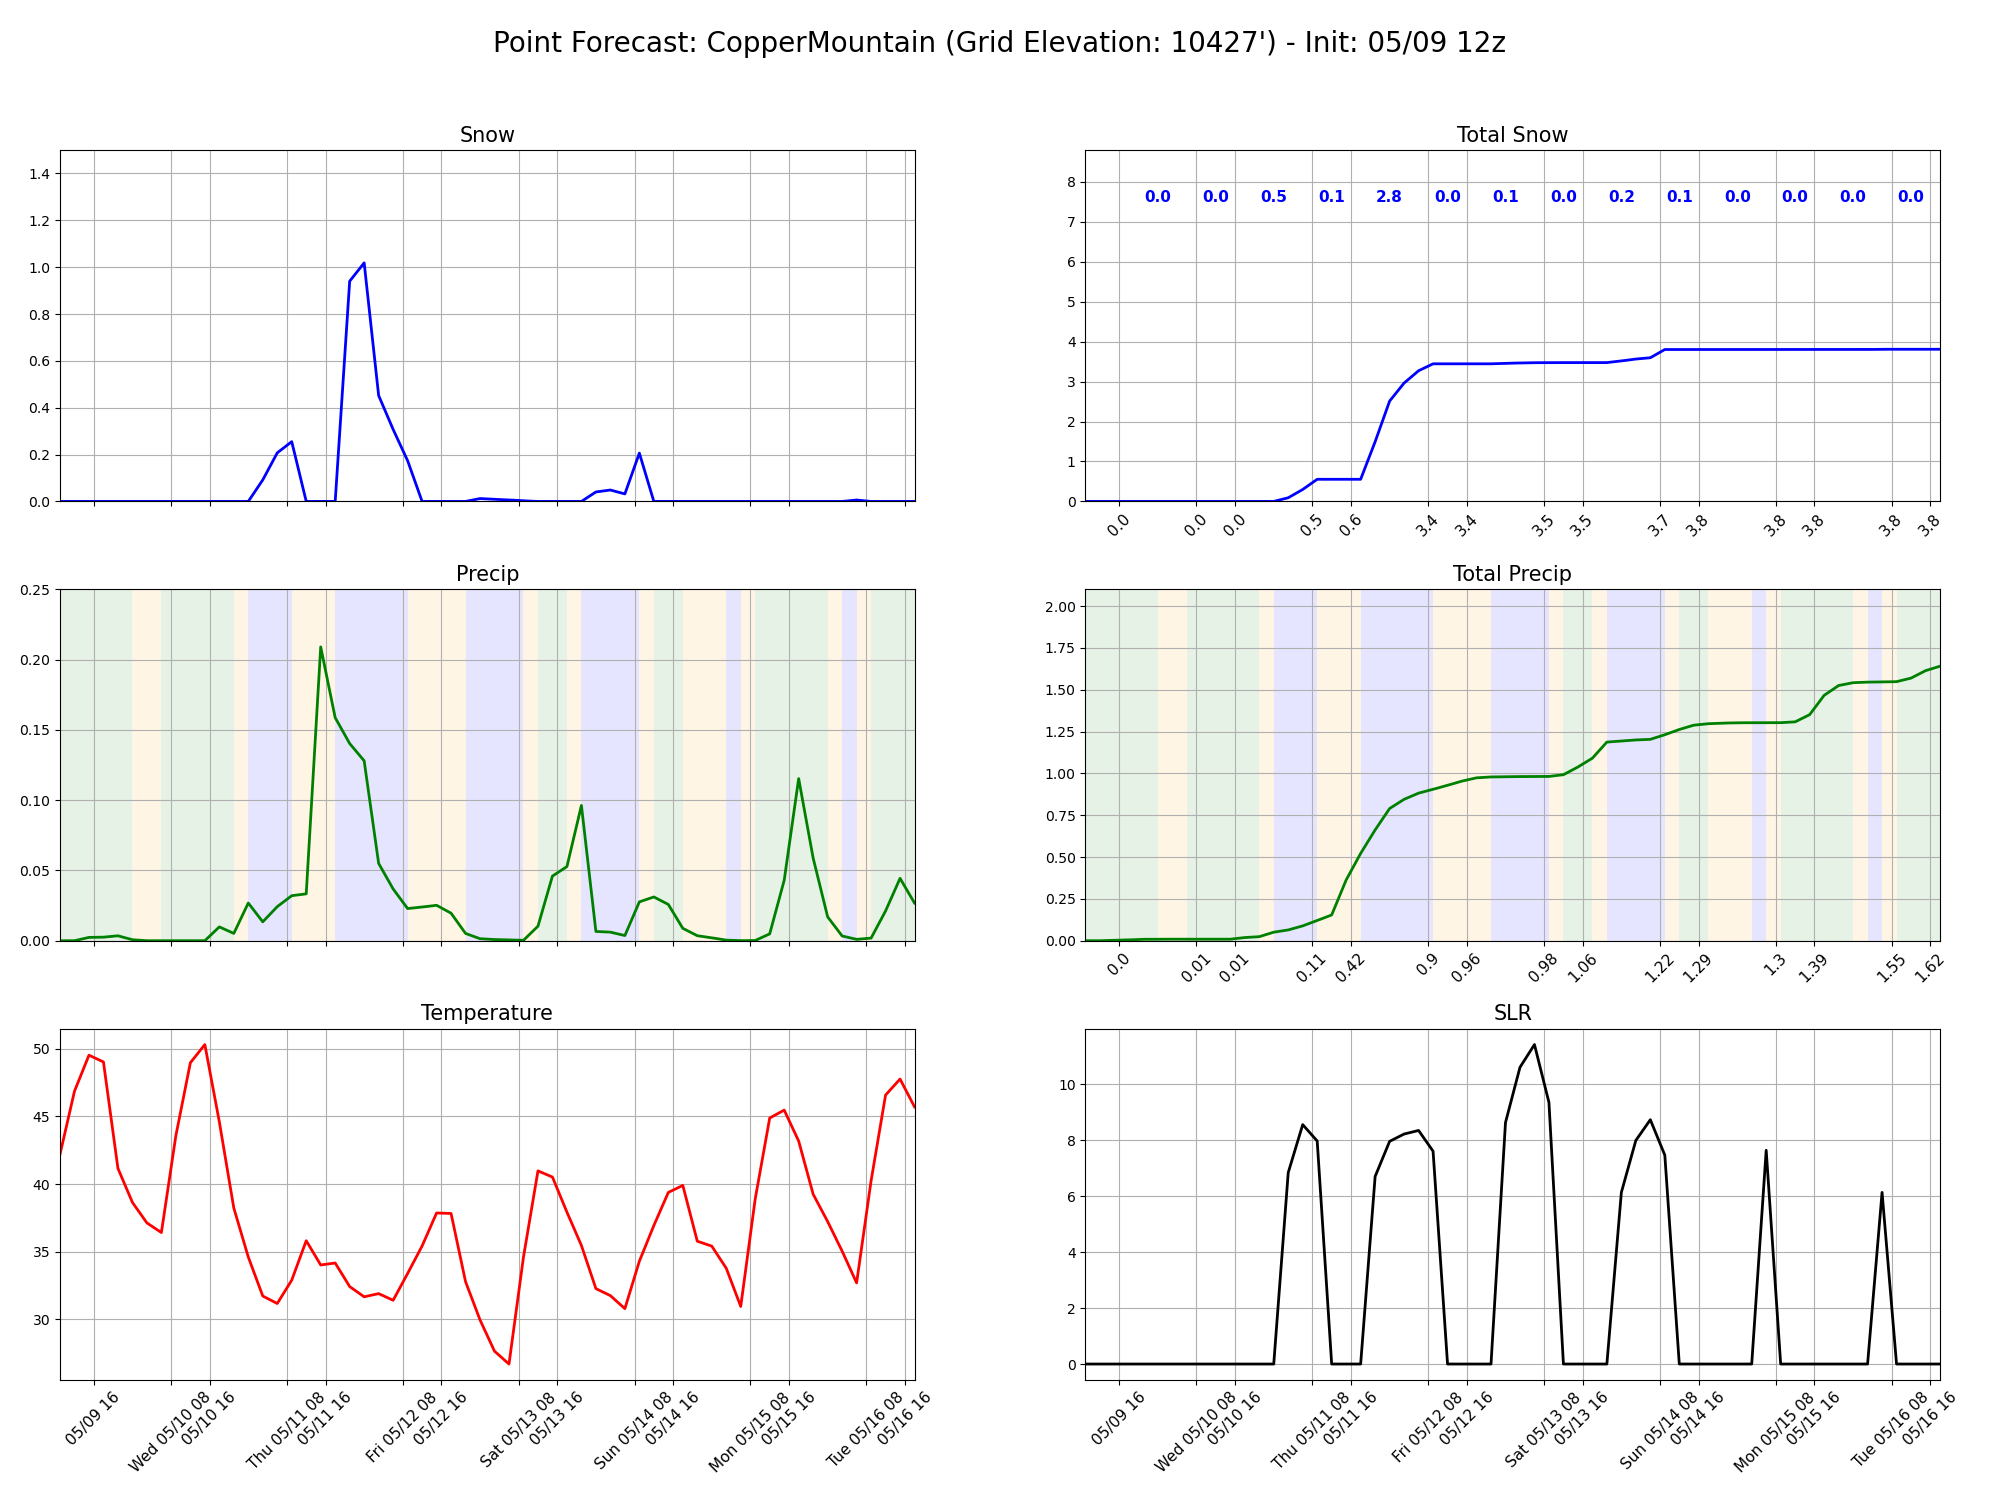 Point Forecast: CopperMountain (Grid Elevation: 10427') - Init: 05/09 12z
Snow
1.4
1.2
1.0
0.8
0.6
0.4
0.2
0.0
Total Snow
0.0 0.0 0.5 0.1 2.8 0.0 0.1 0.0 0.2 0.1 0.0 0.0 0.0 0.0
8
7
6
5
4
3
2
1
0
0.0 0.0 0.0 0.5 0.6 3.4 3.4 3.5 3.5 3.7 3.8 3.8 3.8 3.8 3.8
Precip
0.25
0.20
0.15
0.10
0.05
0.00
Total Precip
2.00
1.75
1.50
1.25
1.00
0.75
0.50
0.25
0.00
0.0 0.01 0.01 0.11 0.42 0.9 0.96 0.98 1.06 1.22 1.29 1.3 1.39 1.55 1.62
Temperature
50
45
40
35
30
05/09 16
Wed 05/10 08
05/10 16
Thu 05/11 08
05/11 16
Fri 05/12 08
05/12 16
Sat 05/13 08
05/13 16
Sun 05/14 08
05/14 16
Mon 05/15 08
05/15 16
Tue 05/16 08
05/16 16
SLR
10
8
6
4
2
0
05/09 16
Wed 05/10 08
05/10 16
Thu 05/11 08
05/11 16
Fri 05/12 08
05/12 16
Sat 05/13 08
05/13 16
Sun 05/14 08
05/14 16
Mon 05/15 08
05/15 16
Tue 05/16 08
05/16 16